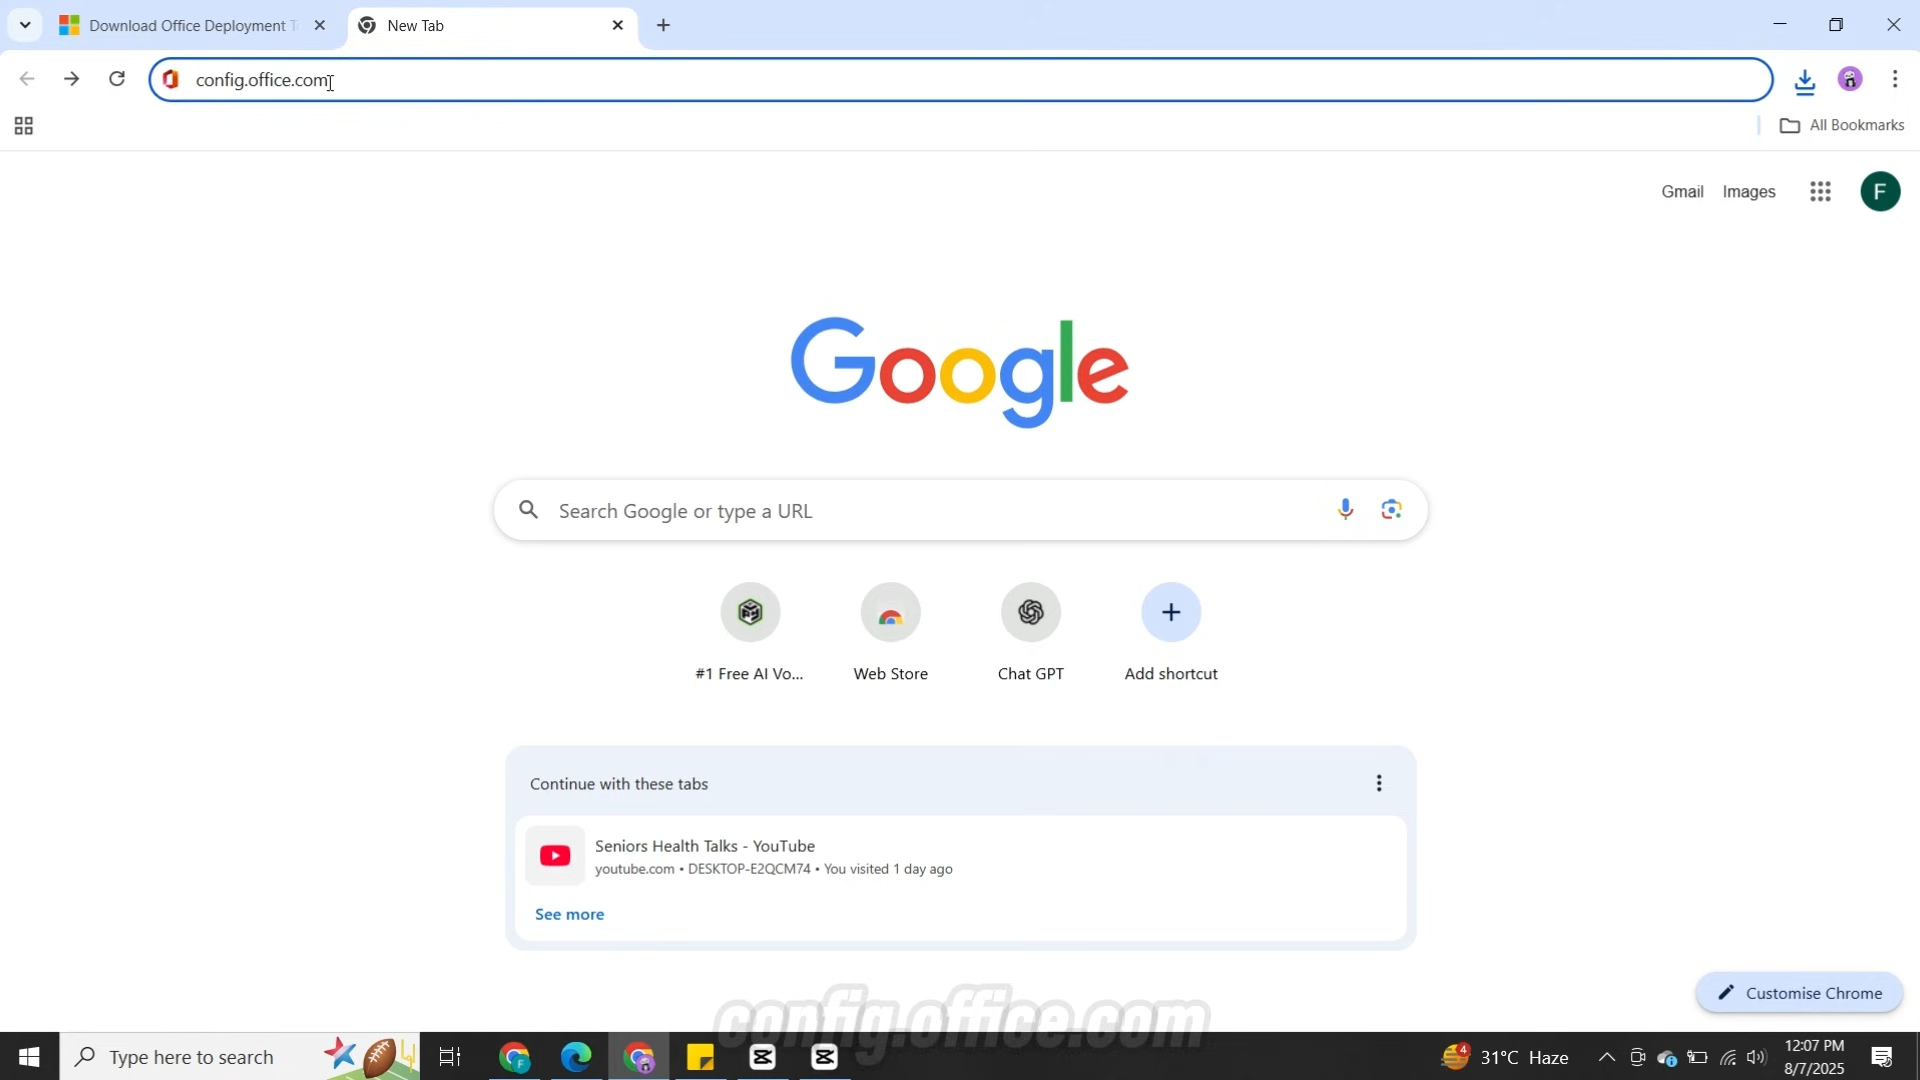 Download Office Deployment T
New Tab
config.office.com
All Bookmarks
Gmail Images F
Google
Search Google or type a URL
#1 Free AI Vo... Web Store Chat GPT Add shortcut
Continue with these tabs
Seniors Health Talks - YouTube
youtube.com • DESKTOP-E2QCM74 • You visited 1 day ago
See more
Customise Chrome
config.office.com
Type here to search
4
31°C Haze
12:07 PM
8/7/2025